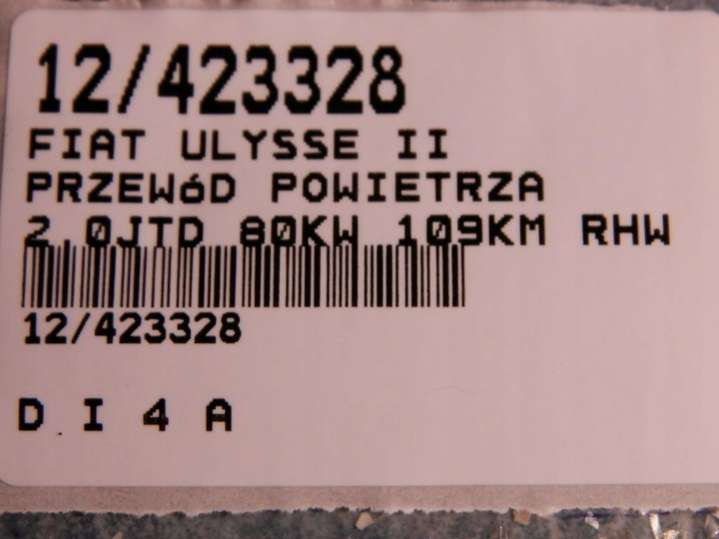 12/423328
FIAT ULYSSE II
PRZEWóD POWIETRZA
2.0JTD 80KW 109KM RHW
12/423328
D I 4 A